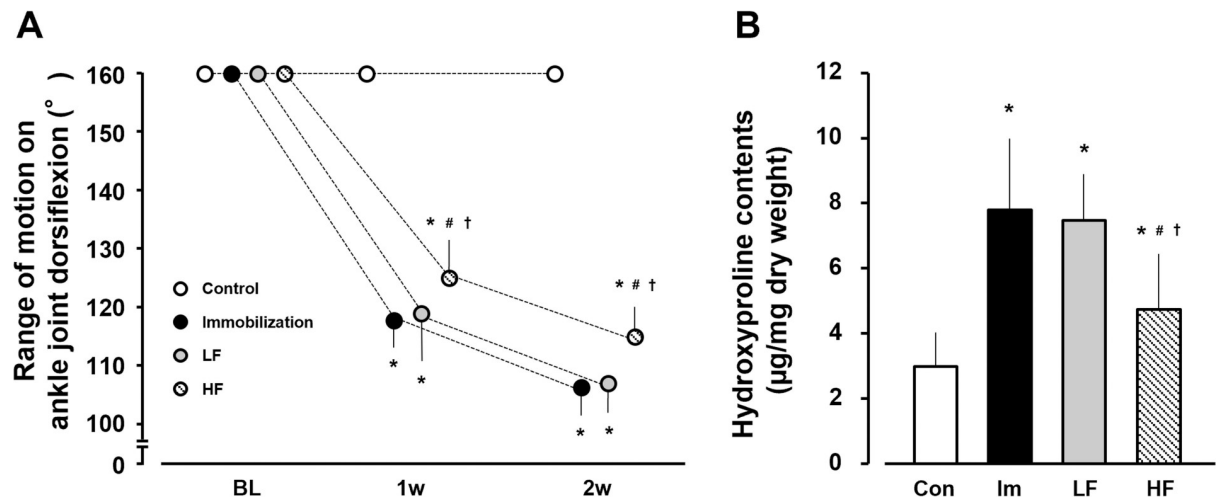 A
Range of motion on
ankle joint dorsiflexion (°)
160
150
140
130
120
110
100
0
* # †
* # †
*
*
*
*
Control
Immobilization
LF
HF
BL 1w 2w
B
Hydroxyproline contents
(µg/mg dry weight)
12
10
8
6
4
2
0
*
*
* # †
Con Im LF HF